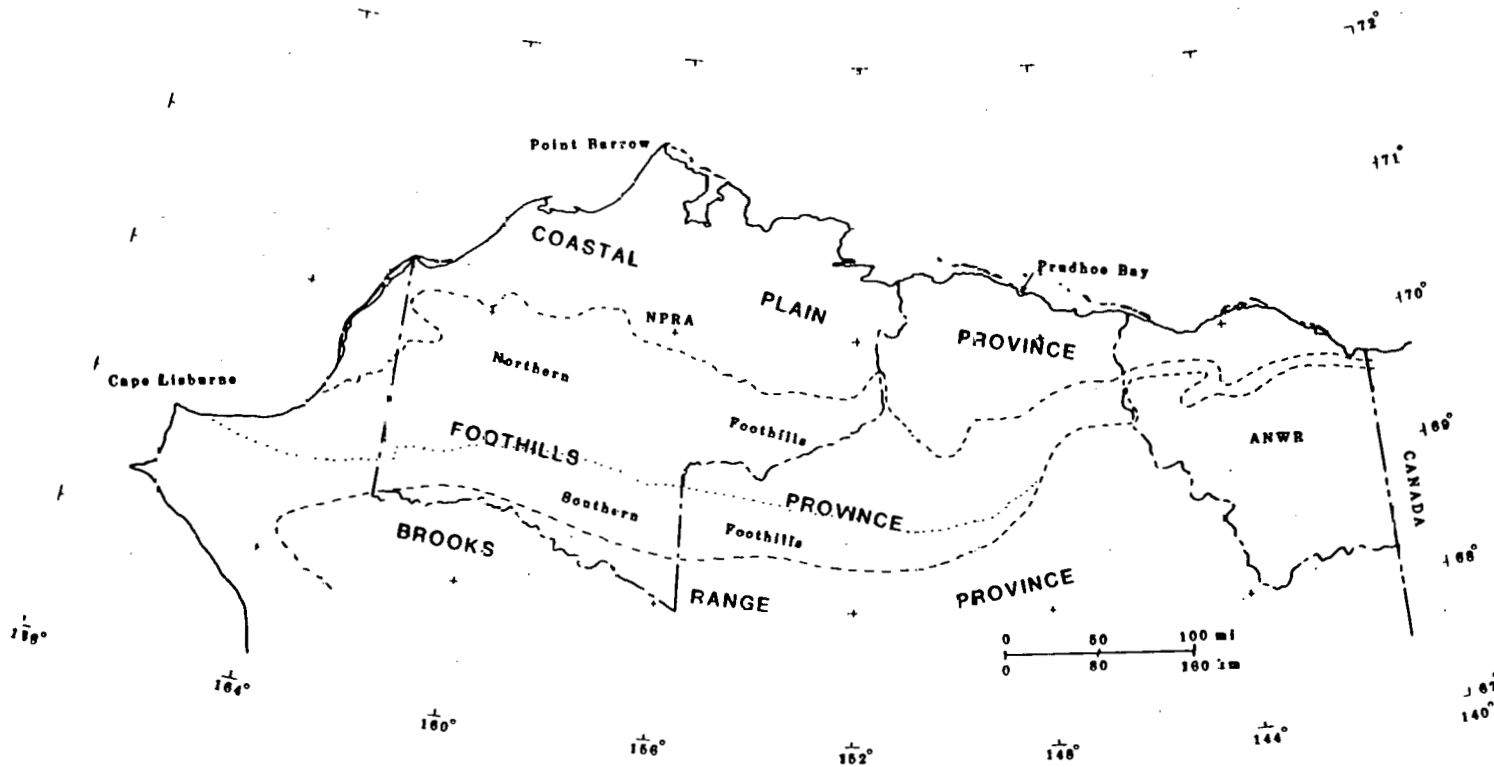 72°
Point Barrow
71°
COASTAL
Prudhoe Bay
70°
PLAIN
NPRA
PROVINCE
Northern
Cape Lisburne
69°
Foothills
ANWR
FOOTHILLS
CANADA
PROVINCE
Southern
Foothills
BROOKS
68°
PROVINCE
RANGE
0 50 100 mi
0 80 160 km
164°
67°
140°
160°
156°
152°
148°
144°